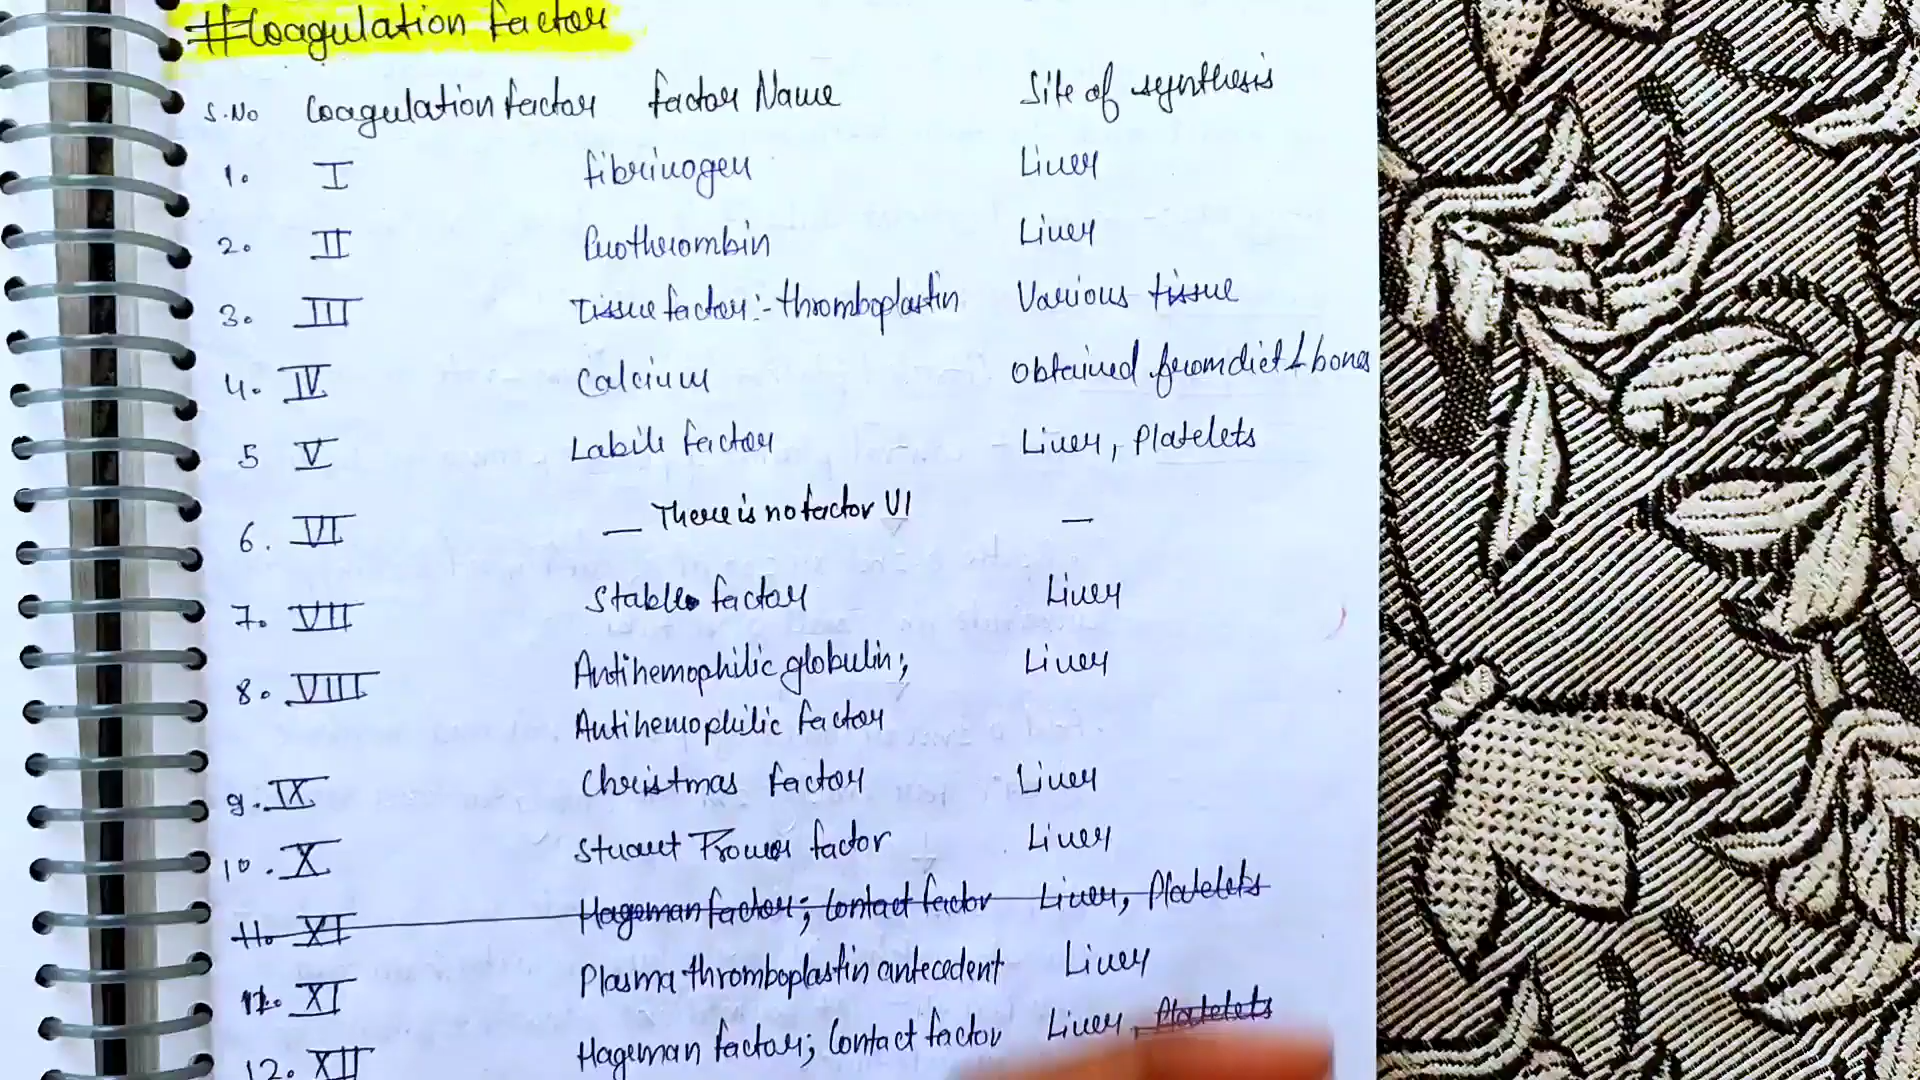 #Coagulation factor
S.No Coagulation factor factor Name Site of synthesis
1. I fibrinogen Liver
2. II Prothrombin Liver
3. III Tissue factor:- thromboplastin Various tissue
4. IV Calcium Obtained from diet & bones
5 V Labile factor Liver, Platelets
6. VI — There is no factor VI —
7. VII Stable factor Liver
8. VIII Antihemophilic globulin; Liver
Antihemophilic factor
9. IX Christmas factor Liver
10. X Stuart Prower factor Liver
11. XI Hageman factor; Contact factor Liver, Platelets
11. XI Plasma thromboplastin antecedent Liver
12. XII Hageman factor; Contact factor Liver, Platelets